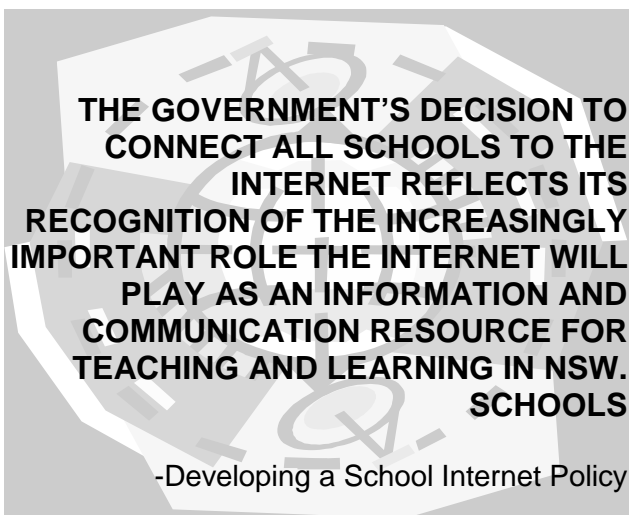 THE GOVERNMENT’S DECISION TO
CONNECT ALL SCHOOLS TO THE
INTERNET REFLECTS ITS
RECOGNITION OF THE INCREASINGLY
IMPORTANT ROLE THE INTERNET WILL
PLAY AS AN INFORMATION AND
COMMUNICATION RESOURCE FOR
TEACHING AND LEARNING IN NSW.
SCHOOLS
-Developing a School Internet Policy